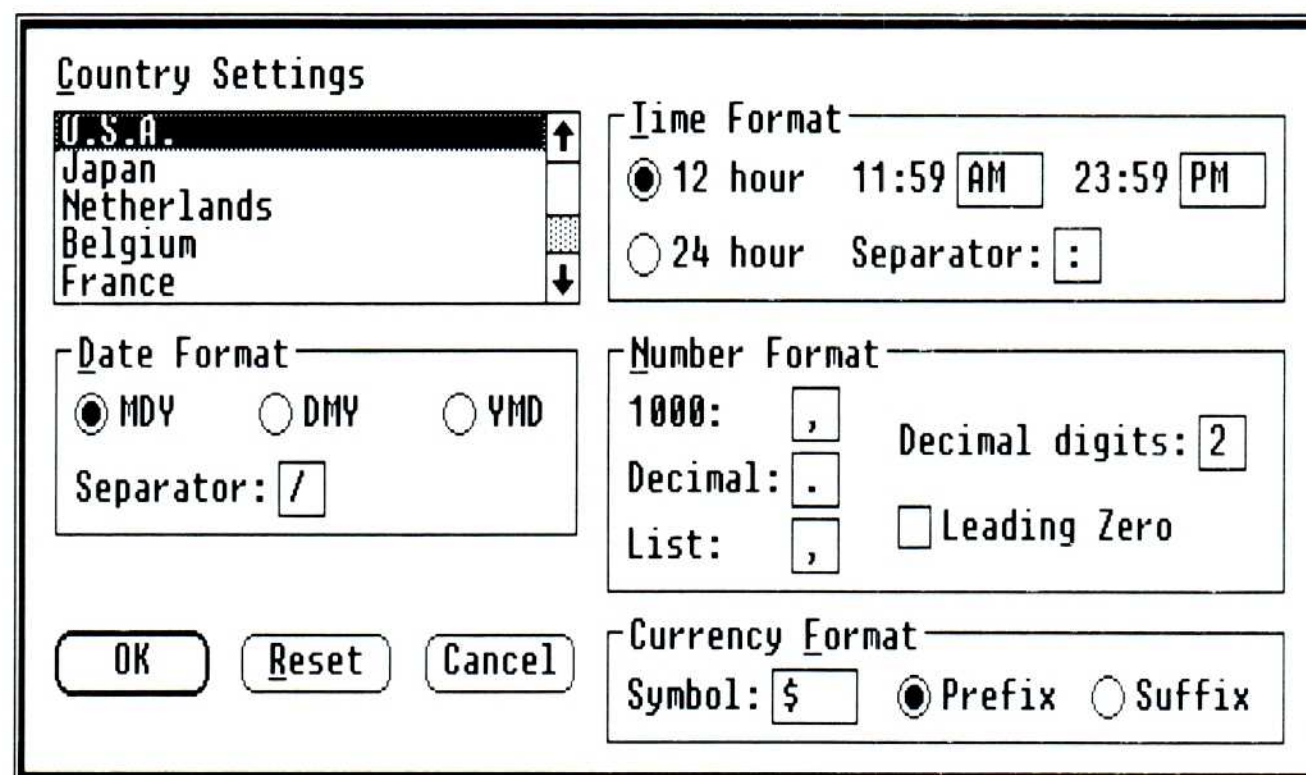 Country Settings
U.S.A.
Japan
Netherlands
Belgium
France
Time Format
12 hour 11:59 AM 23:59 PM
24 hour Separator: :
Date Format
MDY DMY YMD
Separator: /
Number Format
1000: ,
Decimal: .
List: ,
Decimal digits: 2
Leading Zero
OK Reset Cancel
Currency Format
Symbol: $ Prefix Suffix